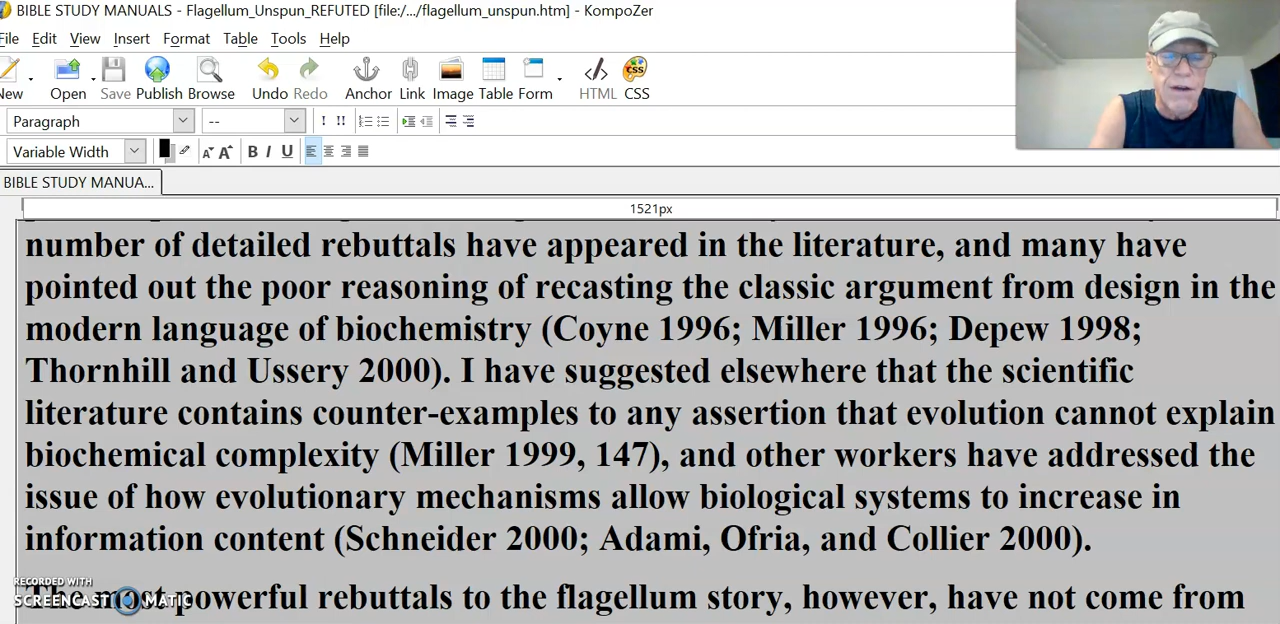 BIBLE STUDY MANUALS - Flagellum_Unspun_REFUTED [file:/.../flagellum_unspun.htm] - KompoZer
File Edit View Insert Format Table Tools Help
New Open Save Publish Browse Undo Redo Anchor Link Image Table Form HTML CSS
Paragraph -- ! !!
Variable Width A A B I U
BIBLE STUDY MANUA...
1521px
number of detailed rebuttals have appeared in the literature, and many have
pointed out the poor reasoning of recasting the classic argument from design in the
modern language of biochemistry (Coyne 1996; Miller 1996; Depew 1998;
Thornhill and Ussery 2000). I have suggested elsewhere that the scientific
literature contains counter-examples to any assertion that evolution cannot explain
biochemical complexity (Miller 1999, 147), and other workers have addressed the
issue of how evolutionary mechanisms allow biological systems to increase in
information content (Schneider 2000; Adami, Ofria, and Collier 2000).
RECORDED WITH
SCREENCAST MATIC
The most powerful rebuttals to the flagellum story, however, have not come from